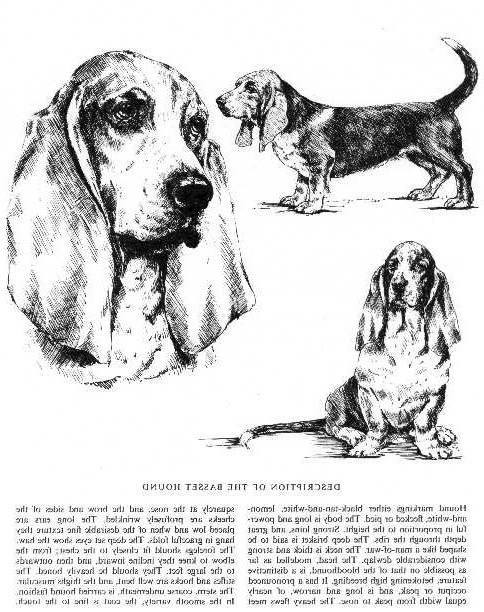 DESCRIPTION OF THE BASSET HOUND
Hound markings either black-tan-and-white, lemon-
and-white, flecked or pied. The body is long and power-
ful in proportion to the height. Strong loins, and great
depth through the ribs. The deep brisket is said to be
shaped like a man-of-war. The neck is thick and strong
with considerable dewlap. The head, modelled as far
as possible on that of the bloodhound, is a distinctive
feature, betokening high breeding. It has a pronounced
occiput or peak, and is long and narrow, of nearly
equal width from peak to nose. The heavy flews meet
squarely at the nose, and the brow and sides of the
cheeks are profusely wrinkled. The long ears are
placed low and when of the desirable fine texture they
hang in graceful folds. The deep set eyes show the haw.
The forelegs should fit closely to the chest; from the
elbow to knee they incline inward, and then outwards
to the large feet. They should be heavily boned. The
stifles and hocks are well bent, and the thighs muscular.
The stern, coarse underneath, is carried hound fashion.
In the smooth variety, the coat is fine to the touch,